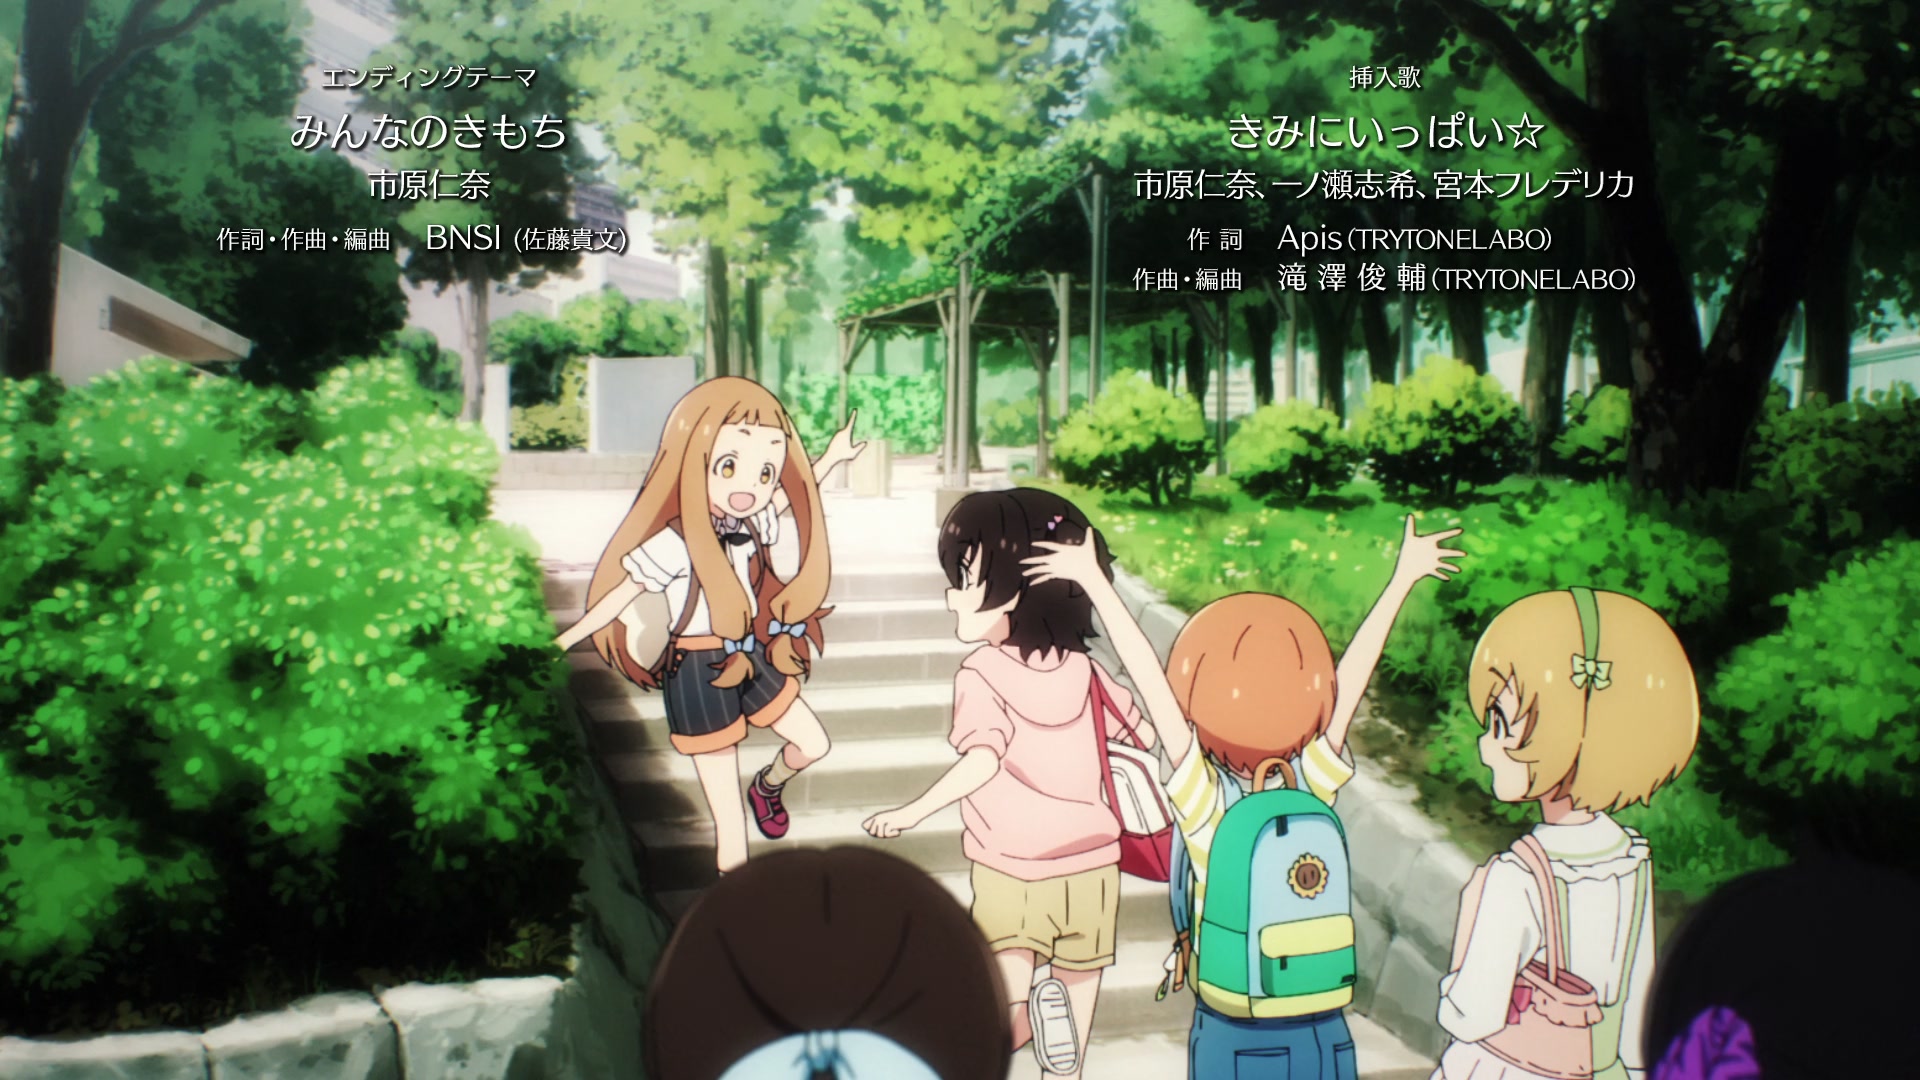 エンディングテーマ
みんなのきもち
市原仁奈
作詞・作曲・編曲 BNSI (佐藤貴文)
挿入歌
きみにいっぱい☆
市原仁奈、一ノ瀬志希、宮本フレデリカ
作 詞 Apis(TRYTONELABO)
作曲・編曲 滝 澤 俊 輔(TRYTONELABO)